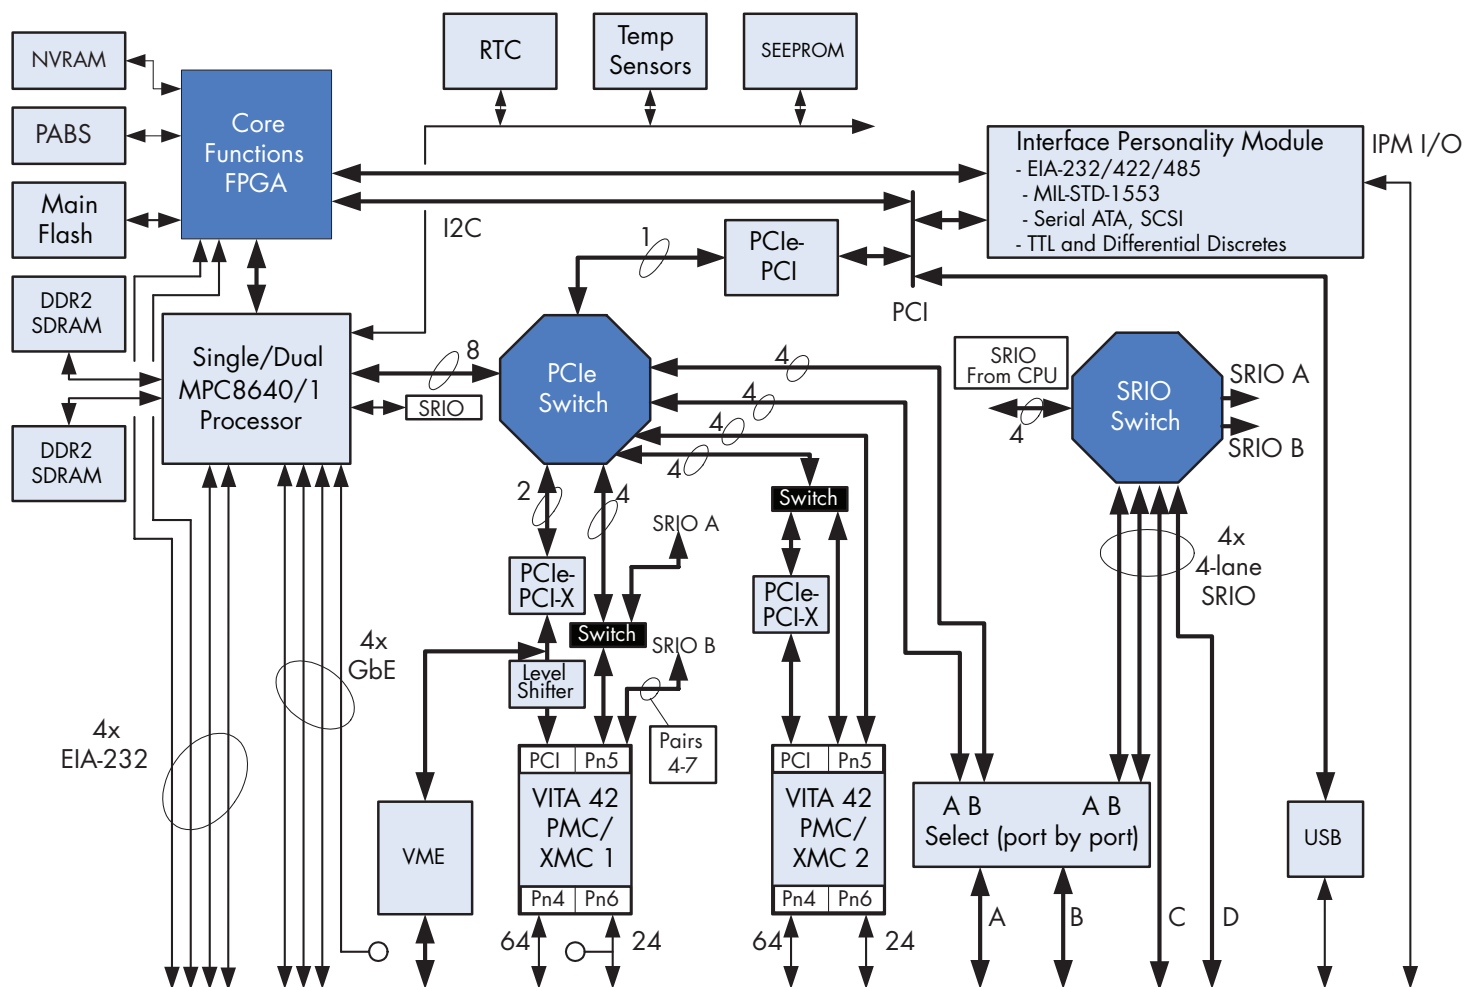 RTC
Temp
Sensors
SEEPROM
NVRAM
PABS
Main
Flash
Core
Functions
FPGA
Interface Personality Module
- EIA-232/422/485
- MIL-STD-1553
- Serial ATA, SCSI
- TTL and Differential Discretes
IPM I/O
I2C
1
PCIe-
PCI
PCI
DDR2
SDRAM
DDR2
SDRAM
Single/Dual
MPC8640/1
Processor
8
SRIO
PCIe
Switch
4
4
4
4
SRIO
From CPU
4
SRIO
Switch
SRIO A
SRIO B
2
4
SRIO A
Switch
PCIe-
PCI-X
Switch
SRIO B
Level
Shifter
Pairs
4-7
PCIe-
PCI-X
4x
4-lane
SRIO
4x
GbE
4x
EIA-232
VME
PCI
Pn5
VITA 42
PMC/
XMC 1
Pn4
Pn6
64
24
PCI
Pn5
VITA 42
PMC/
XMC 2
Pn4
Pn6
64
24
A B
A B
Select (port by port)
A
B
C
D
USB